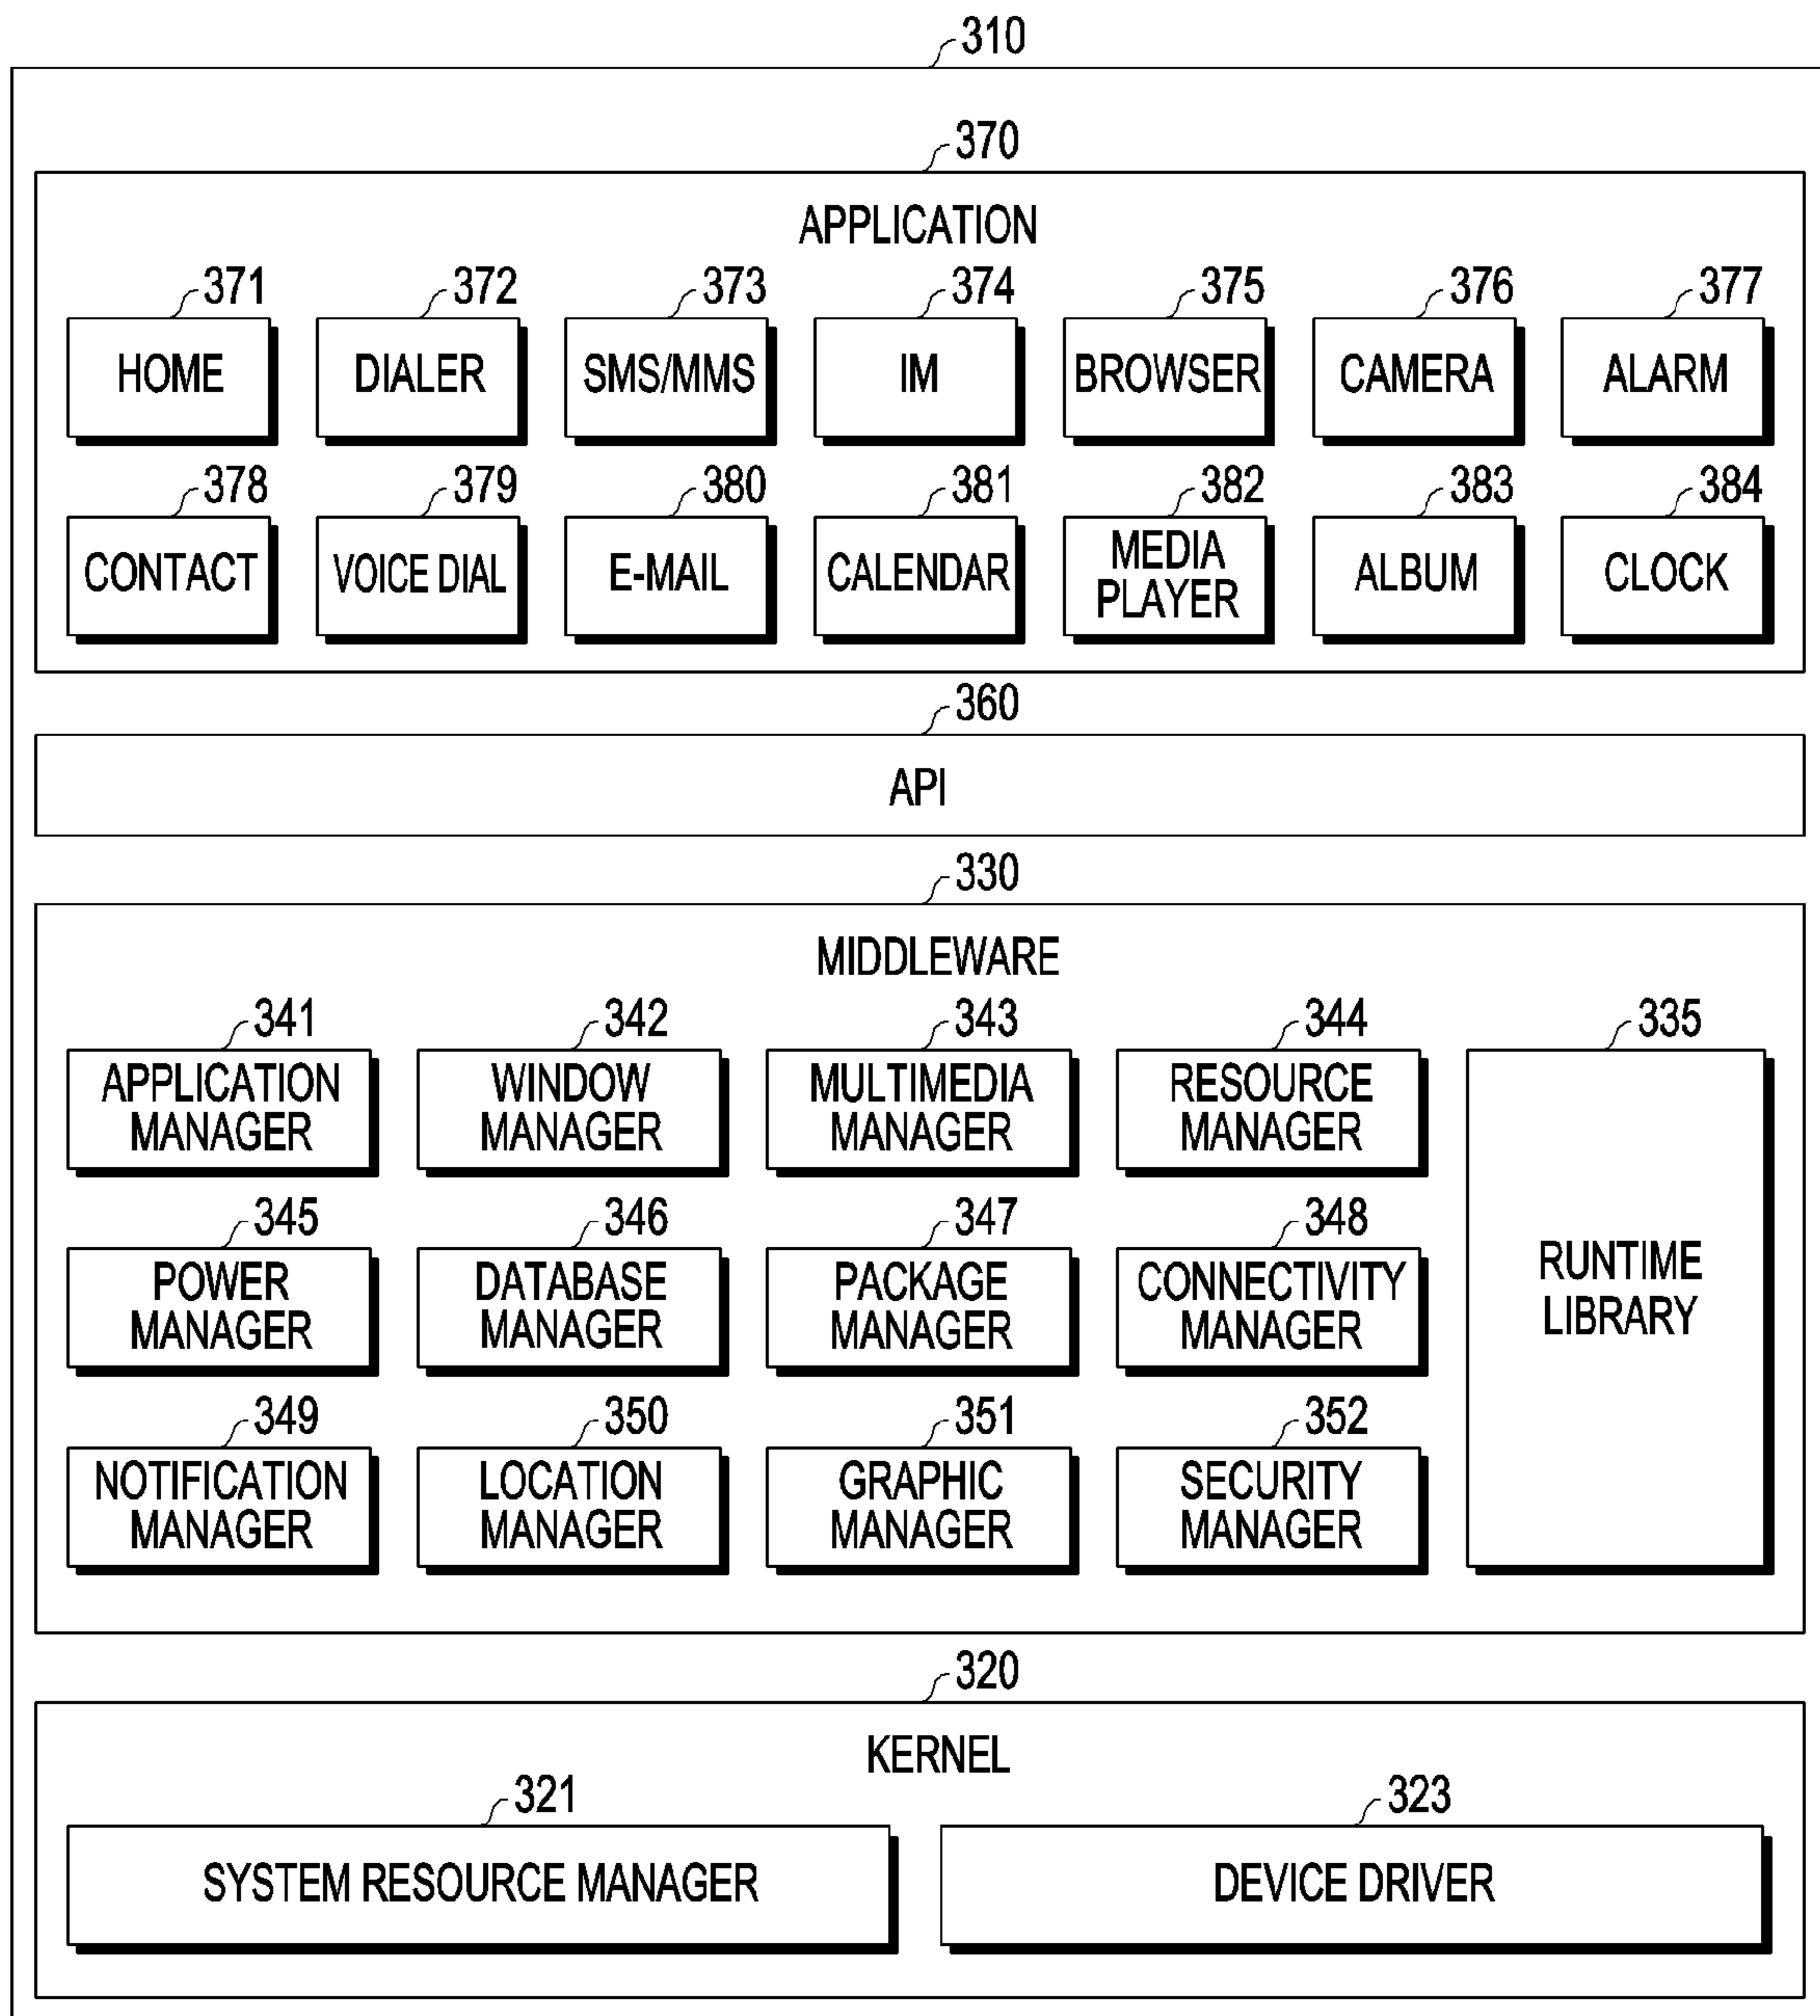 310
370
APPLICATION
371 372 373 374 375 376 377
HOME DIALER SMS/MMS IM BROWSER CAMERA ALARM
378 379 380 381 382 383 384
CONTACT VOICE DIAL E-MAIL CALENDAR MEDIA PLAYER ALBUM CLOCK
360
API
330
MIDDLEWARE
341 342 343 344 335
APPLICATION MANAGER WINDOW MANAGER MULTIMEDIA MANAGER RESOURCE MANAGER
345 346 347 348
POWER MANAGER DATABASE MANAGER PACKAGE MANAGER CONNECTIVITY MANAGER RUNTIME LIBRARY
349 350 351 352
NOTIFICATION MANAGER LOCATION MANAGER GRAPHIC MANAGER SECURITY MANAGER
320
KERNEL
321 323
SYSTEM RESOURCE MANAGER DEVICE DRIVER